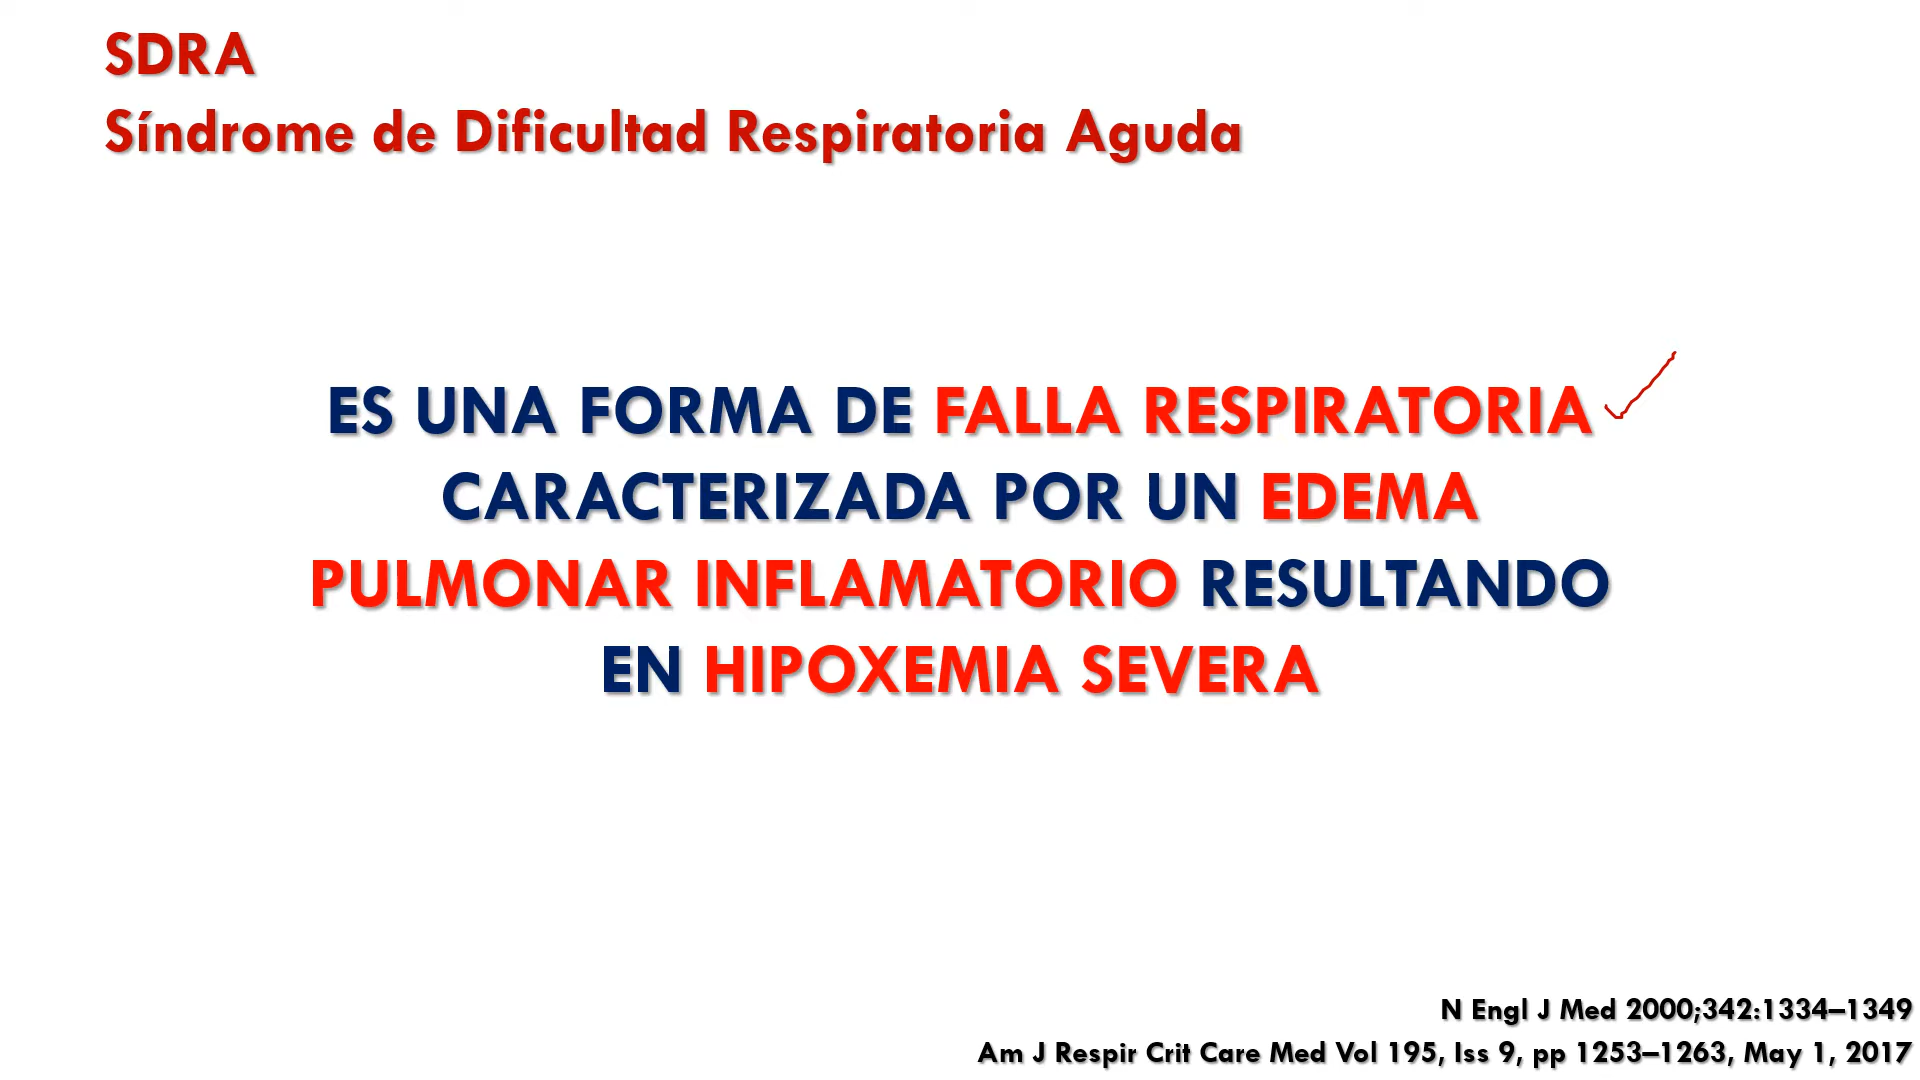 SDRA
Síndrome de Dificultad Respiratoria Aguda
ES UNA FORMA DE FALLA RESPIRATORIA
CARACTERIZADA POR UN EDEMA
PULMONAR INFLAMATORIO RESULTANDO
EN HIPOXEMIA SEVERA
N Engl J Med 2000;342:1334–1349
Am J Respir Crit Care Med Vol 195, Iss 9, pp 1253–1263, May 1, 2017